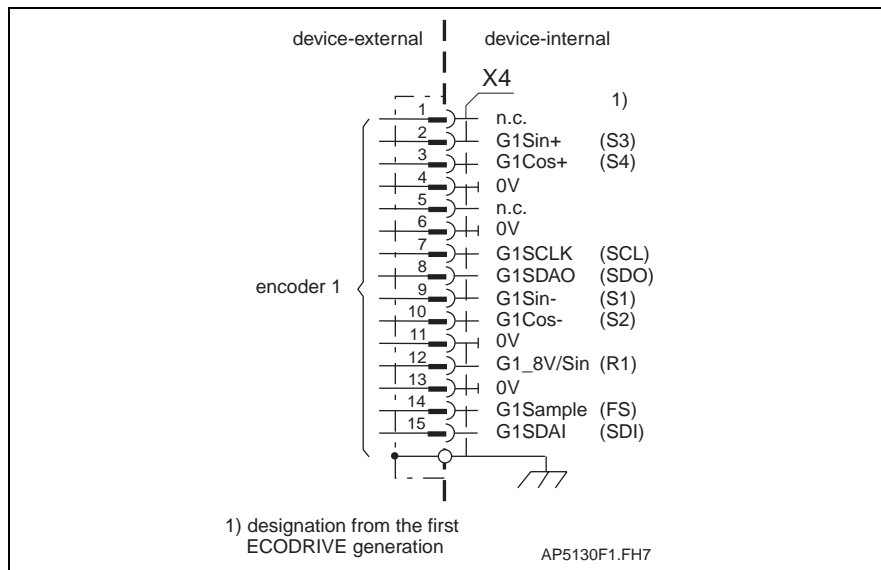 device-external device-internal
X4
1)
1 n.c.
2 G1Sin+ (S3)
3 G1Cos+ (S4)
4 0V
5 n.c.
6 0V
7 G1SCLK (SCL)
8 G1SDAO (SDO)
encoder 1
9 G1Sin- (S1)
10 G1Cos- (S2)
11 0V
12 G1_8V/Sin (R1)
13 0V
14 G1Sample (FS)
15 G1SDAI (SDI)
1) designation from the first
ECODRIVE generation
AP5130F1.FH7